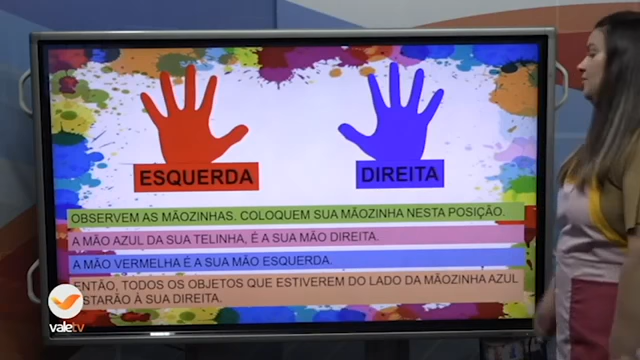 ESQUERDA
DIREITA
OBSERVEM AS MÃOZINHAS. COLOQUEM SUA MÃOZINHA NESTA POSIÇÃO.
A MÃO AZUL DA SUA TELINHA, É A SUA MÃO DIREITA.
A MÃO VERMELHA É A SUA MÃO ESQUERDA.
ENTÃO, TODOS OS OBJETOS QUE ESTIVEREM DO LADO DA MÃOZINHA AZUL
STARÃO À SUA DIREITA.
valetv